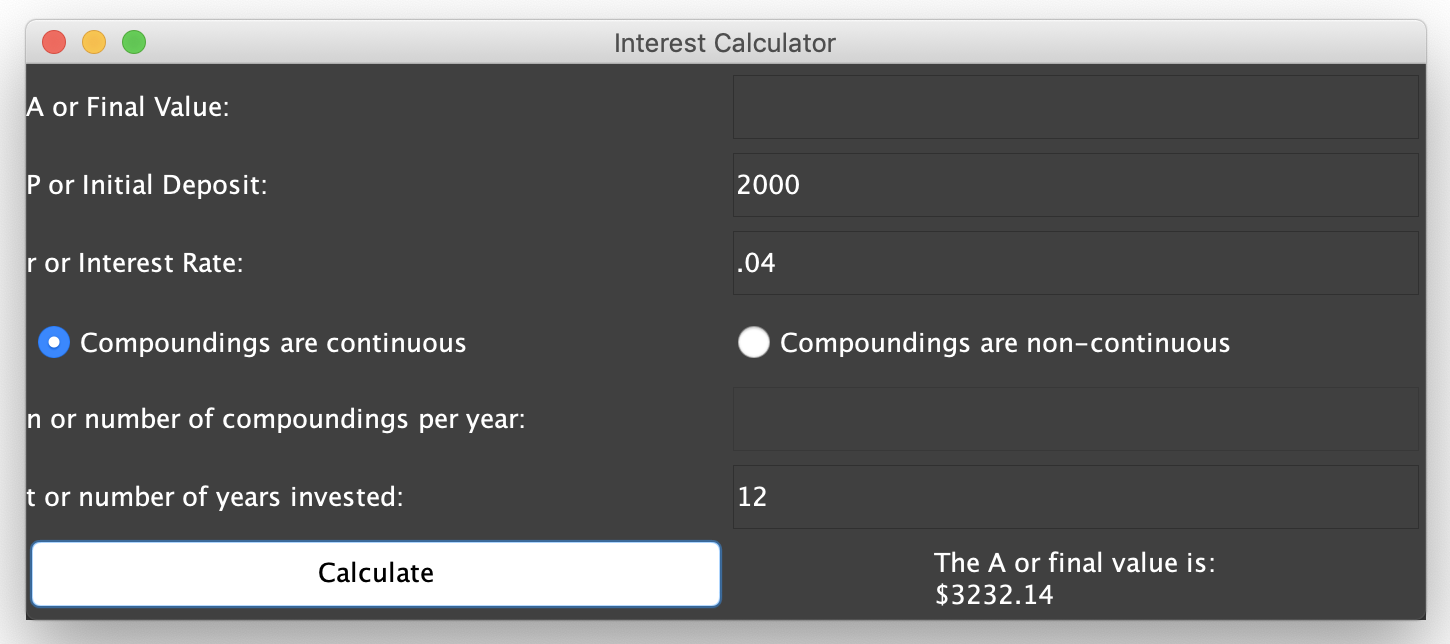 Interest Calculator
A or Final Value:
P or Initial Deposit:
2000
r or Interest Rate:
.04
Compoundings are continuous
Compoundings are non-continuous
n or number of compoundings per year:
t or number of years invested:
12
Calculate
The A or final value is:
$3232.14